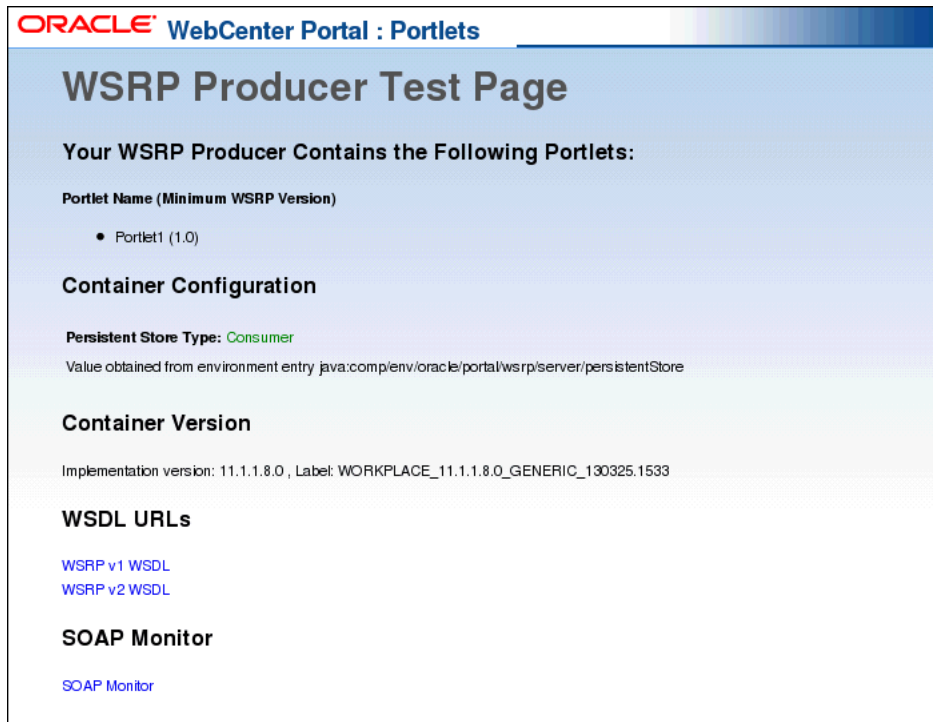 ORACLE WebCenter Portal : Portlets
WSRP Producer Test Page
Your WSRP Producer Contains the Following Portlets:
Portlet Name (Minimum WSRP Version)
• Portlet1 (1.0)
Container Configuration
Persistent Store Type: Consumer
Value obtained from environment entry java:comp/env/oracle/portal/wsrp/server/persistentStore
Container Version
Implementation version: 11.1.1.8.0 , Label: WORKPLACE_11.1.1.8.0_GENERIC_130325.1533
WSDL URLs
WSRP v1 WSDL
WSRP v2 WSDL
SOAP Monitor
SOAP Monitor